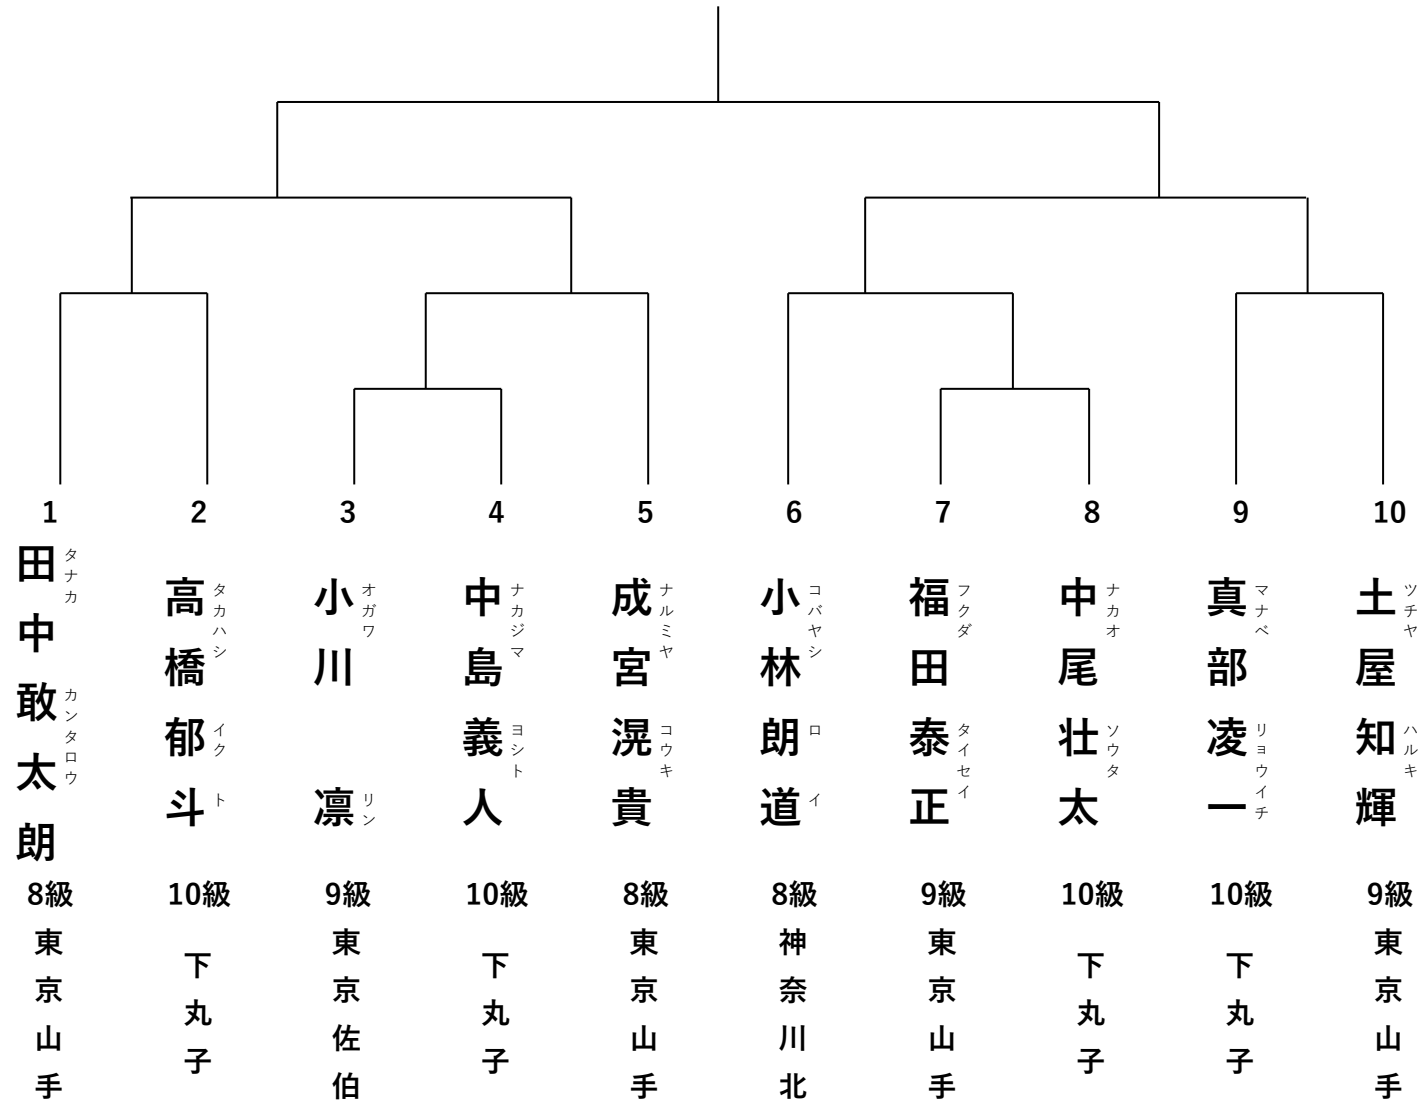 1
田中敢太朗
タナカ カンタロウ
8級
東京山手
2
高橋郁斗
タカハシ イクト
10級
下丸子
3
小川 凛
オガワ リン
9級
東京佐伯
4
中島義人
ナカジマ ヨシト
10級
下丸子
5
成宮滉貴
ナルミヤ コウキ
8級
東京山手
6
小林朗道
コバヤシ ロイ
8級
神奈川北
7
福田泰正
フクダ タイセイ
9級
東京山手
8
中尾壮太
ナカオ ソウタ
10級
下丸子
9
真部凌一
マナベ リョウイチ
10級
下丸子
10
土屋知輝
ツチヤ ハルキ
9級
東京山手